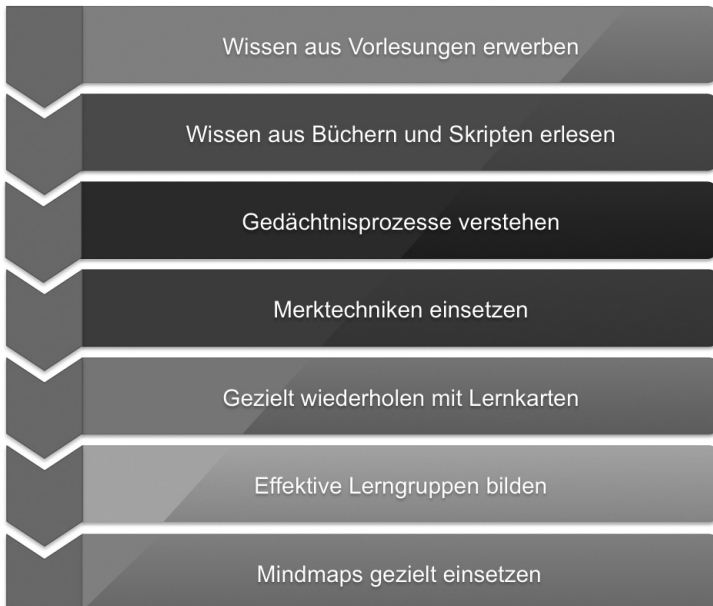 Wissen aus Vorlesungen erwerben
Wissen aus Büchern und Skripten erlesen
Gedächtnisprozesse verstehen
Merktechniken einsetzen
Gezielt wiederholen mit Lernkarten
Effektive Lerngruppen bilden
Mindmaps gezielt einsetzen